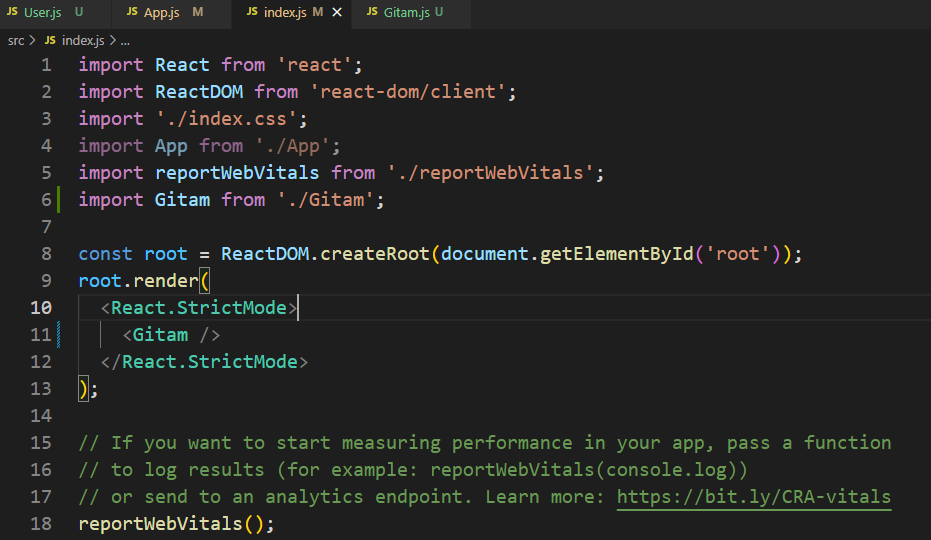 JS User.js U JS App.js M JS index.js M × JS Gitam.js U
src > JS index.js > ...
1 import React from 'react';
2 import ReactDOM from 'react-dom/client';
3 import './index.css';
4 import App from './App';
5 import reportWebVitals from './reportWebVitals';
6 import Gitam from './Gitam';
7
8 const root = ReactDOM.createRoot(document.getElementById('root'));
9 root.render(
10   <React.StrictMode>
11     <Gitam />
12   </React.StrictMode>
13 );
14
15 // If you want to start measuring performance in your app, pass a function
16 // to log results (for example: reportWebVitals(console.log))
17 // or send to an analytics endpoint. Learn more: https://bit.ly/CRA-vitals
18 reportWebVitals();